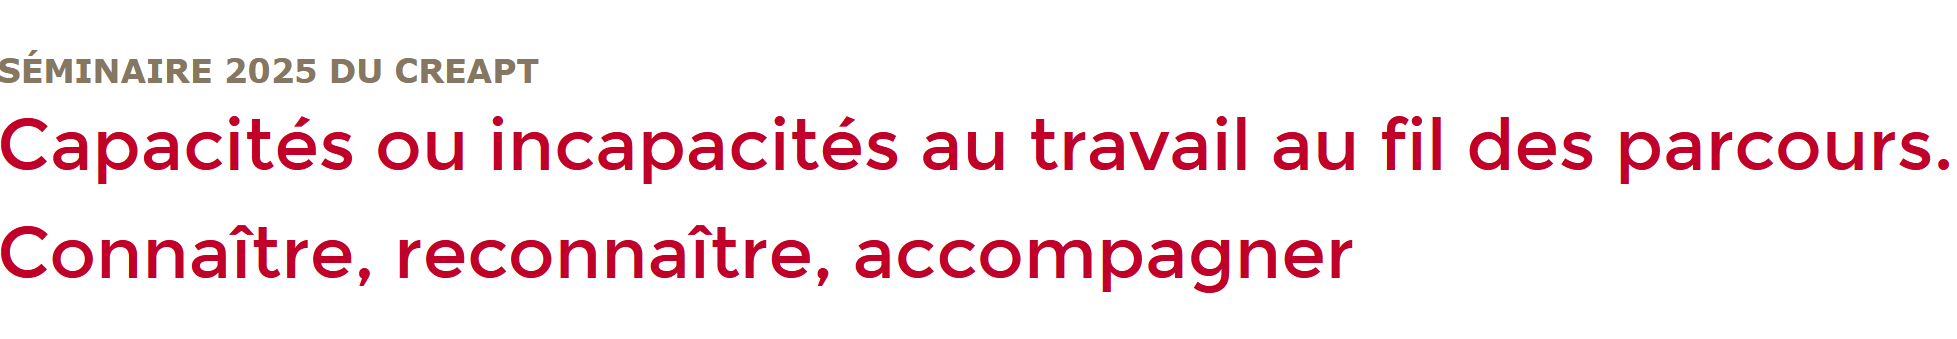 SÉMINAIRE 2025 DU CREAPT
Capacités ou incapacités au travail au fil des parcours.
Connaître, reconnaître, accompagner